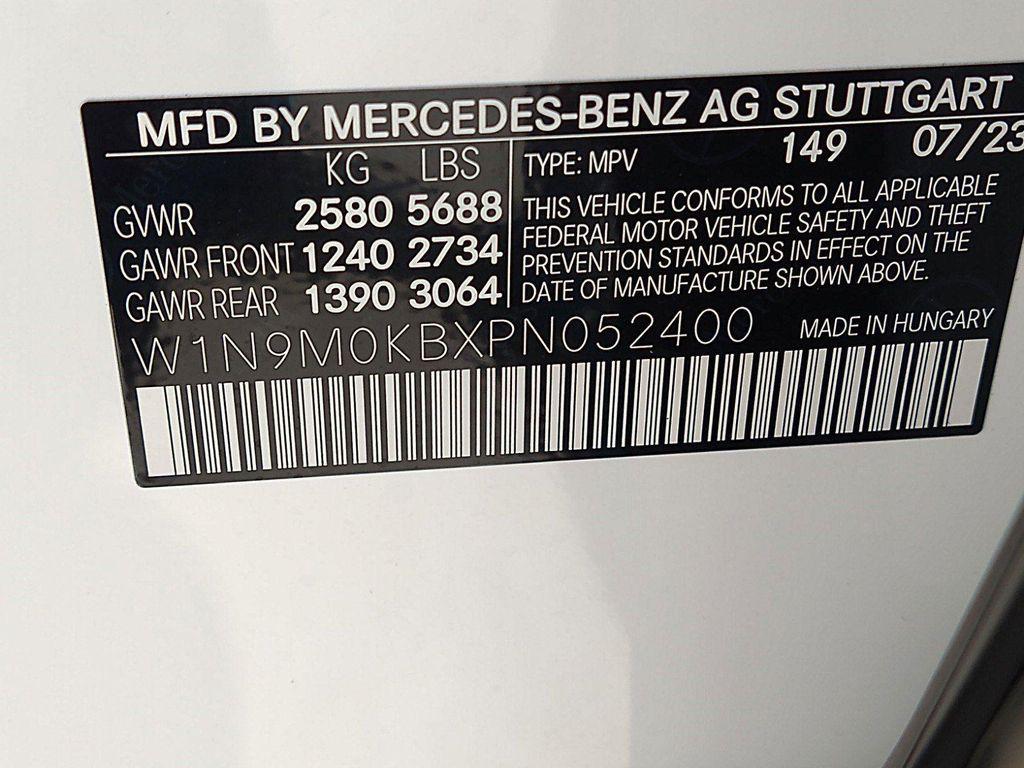 MFD BY MERCEDES-BENZ AG STUTTGART
KG LBS
GVWR 2580 5688
GAWR FRONT 1240 2734
GAWR REAR 1390 3064
TYPE: MPV 149 07/23
THIS VEHICLE CONFORMS TO ALL APPLICABLE
FEDERAL MOTOR VEHICLE SAFETY AND THEFT
PREVENTION STANDARDS IN EFFECT ON THE
DATE OF MANUFACTURE SHOWN ABOVE.
W1N9M0KBXPN052400
MADE IN HUNGARY